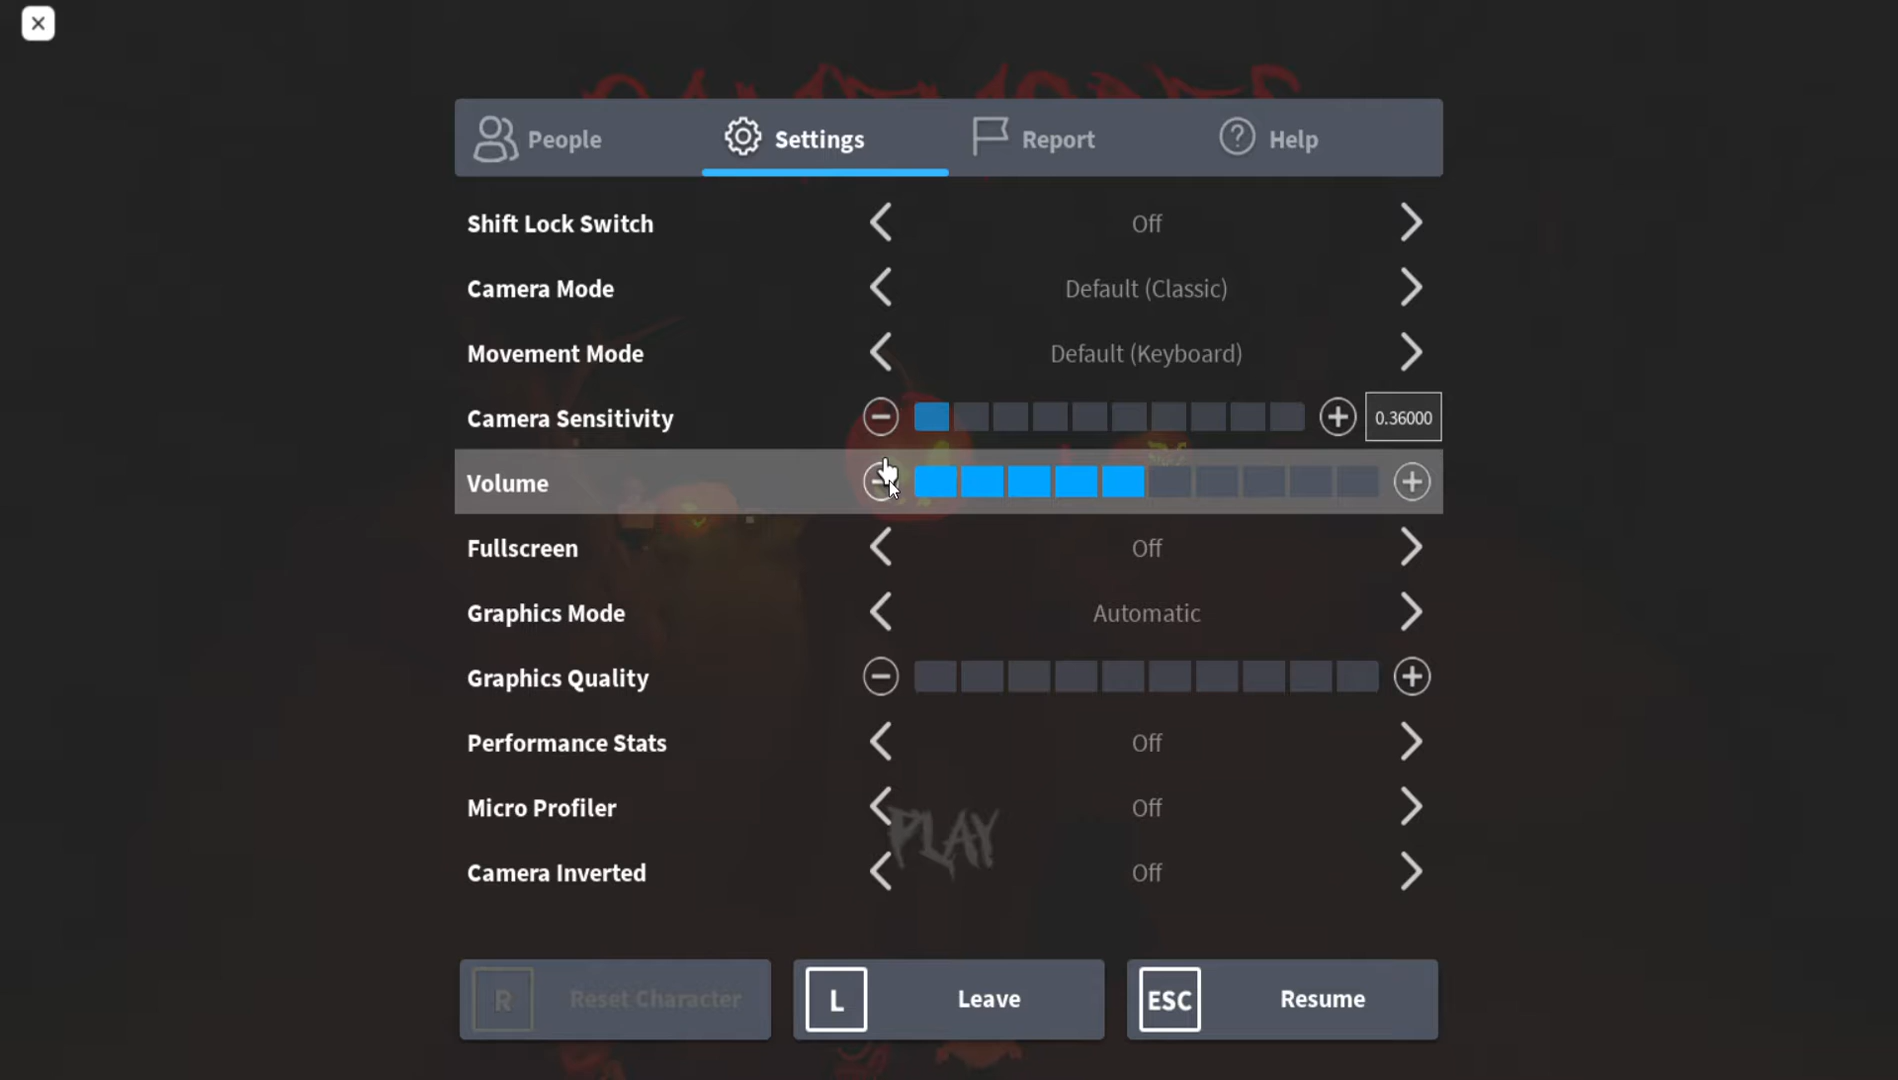 People Settings Report Help
Shift Lock Switch Off
Camera Mode Default (Classic)
Movement Mode Default (Keyboard)
Camera Sensitivity 0.36000
Volume
Fullscreen Off
Graphics Mode Automatic
Graphics Quality
Performance Stats Off
Micro Profiler Off
PLAY
Camera Inverted Off
R Reset Character L Leave ESC Resume